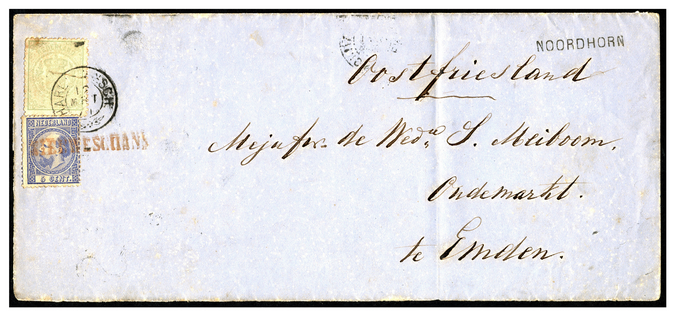 NOORDHORN
Oostfriesland
Mejufvr. de Wed.a S. Meiboom.
Oudemarkt.
te Emden.
NEDERLAND
5 CENT.